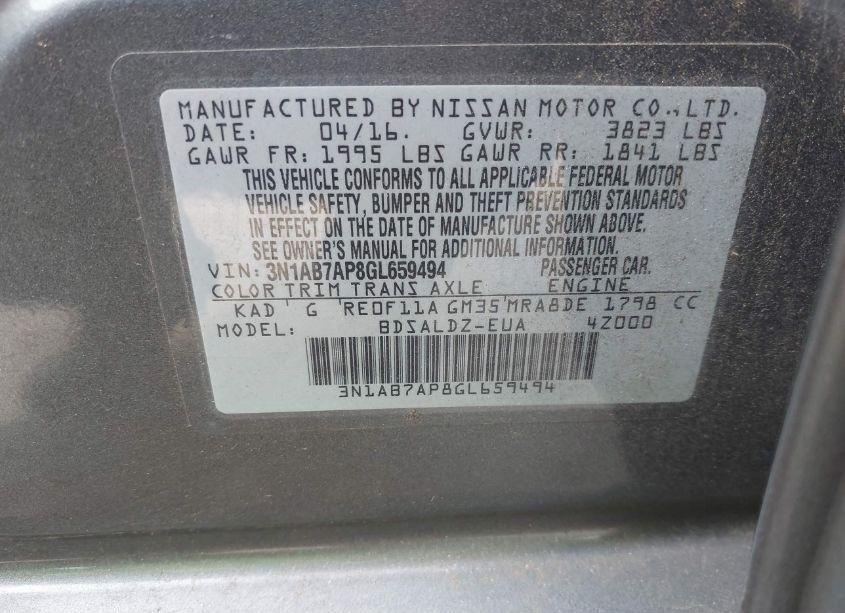 MANUFACTURED BY NISSAN MOTOR CO.,LTD.
DATE: 04/16. GVWR: 3823 LBS
GAWR FR: 1995 LBS GAWR RR: 1841 LBS
THIS VEHICLE CONFORMS TO ALL APPLICABLE FEDERAL MOTOR
VEHICLE SAFETY, BUMPER AND THEFT PREVENTION STANDARDS
IN EFFECT ON THE DATE OF MANUFACTURE SHOWN ABOVE.
SEE OWNER'S MANUAL FOR ADDITIONAL INFORMATION.
VIN: 3N1AB7AP8GL659494 PASSENGER CAR.
COLOR TRIM TRANS AXLE ENGINE
KAD G RE0F11A GM35 MRA8DE 1798 CC
MODEL: BDSALDZ-EUA 4Z000
3N1AB7AP8GL659494